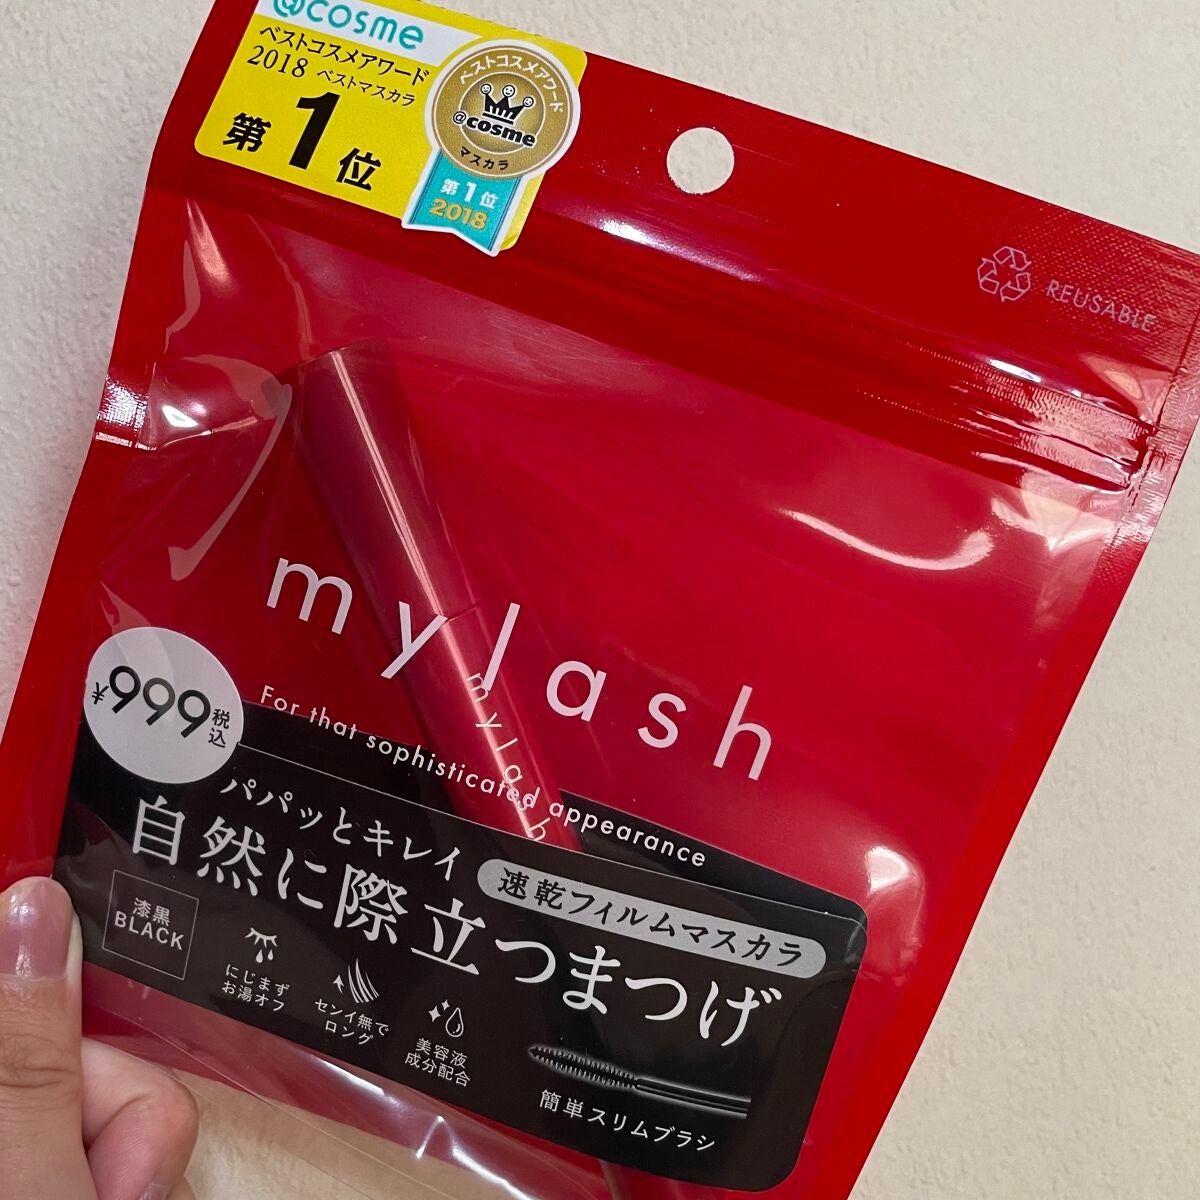 @cosme
ベストコスメアワード
2018 ベストマスカラ
第1位
ベストコスメアワード
@cosme
マスカラ
第1位
2018
REUSABLE
mylash
mylash
For that sophisticated appearance
¥999税込
パパッとキレイ
速乾フィルムマスカラ
自然に際立つまつげ
漆黒
BLACK
にじまず
お湯オフ
センイ無で
ロング
美容液
成分配合
簡単スリムブラシ